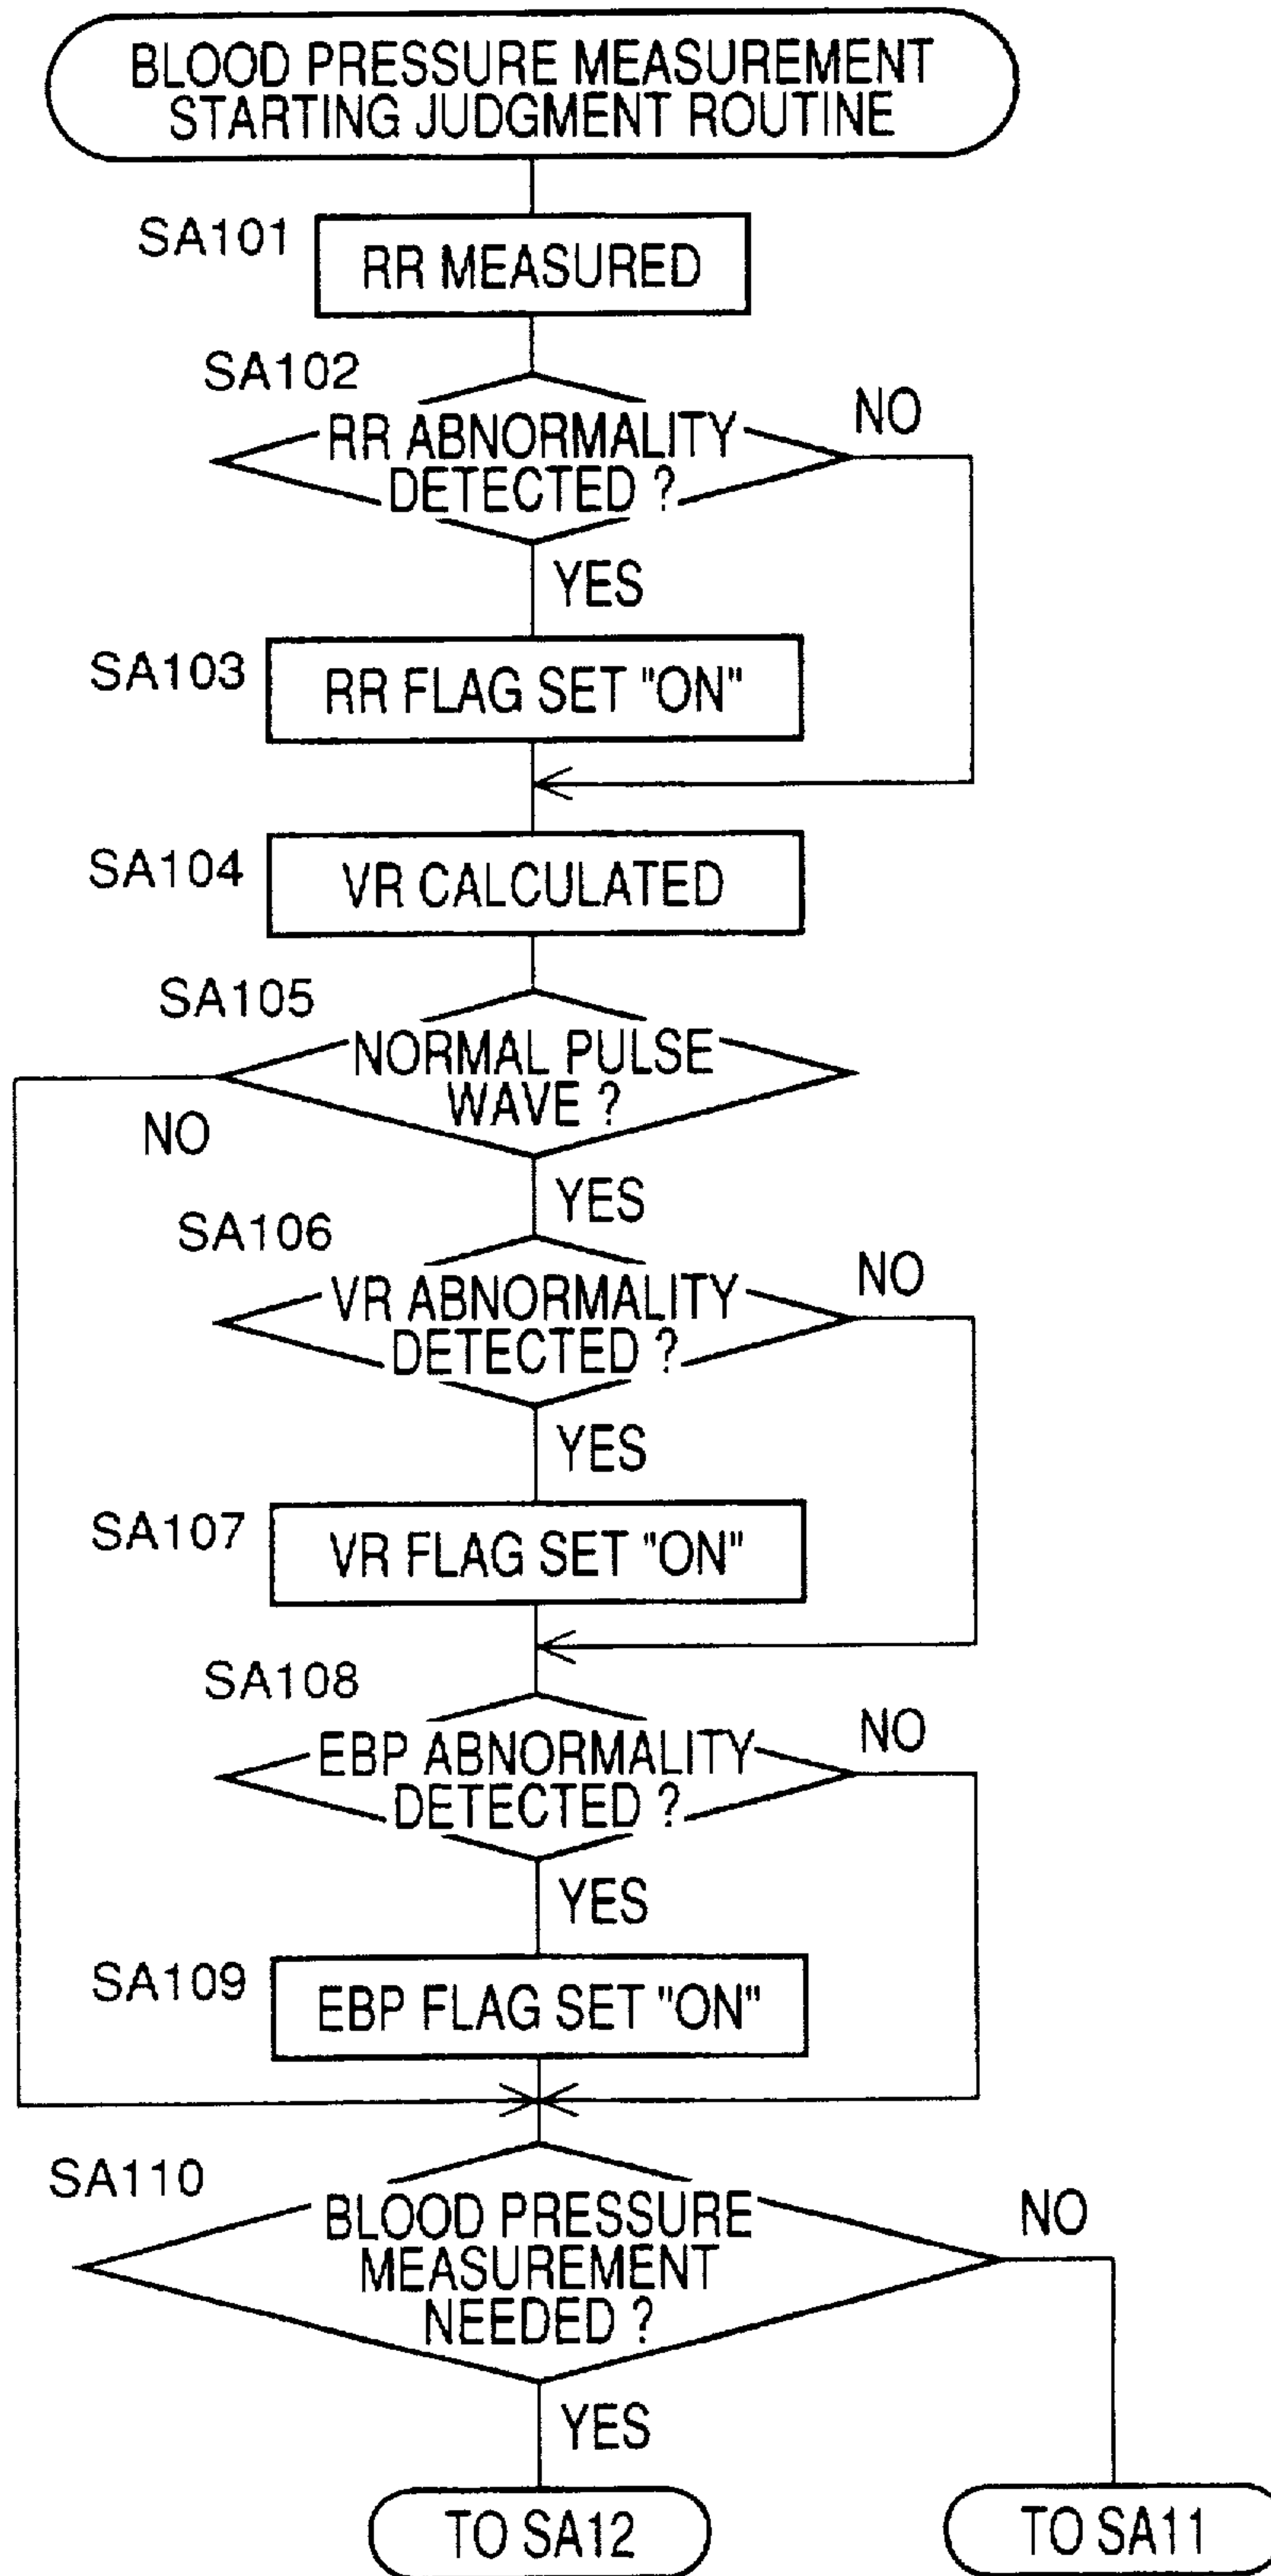 BLOOD PRESSURE MEASUREMENT
STARTING JUDGMENT ROUTINE
SA101
RR MEASURED
SA102
RR ABNORMALITY
DETECTED ?
NO
YES
SA103
RR FLAG SET "ON"
SA104
VR CALCULATED
SA105
NORMAL PULSE
WAVE ?
NO
YES
SA106
VR ABNORMALITY
DETECTED ?
NO
YES
SA107
VR FLAG SET "ON"
SA108
EBP ABNORMALITY
DETECTED ?
NO
YES
SA109
EBP FLAG SET "ON"
SA110
BLOOD PRESSURE
MEASUREMENT
NEEDED ?
NO
YES
TO SA12
TO SA11